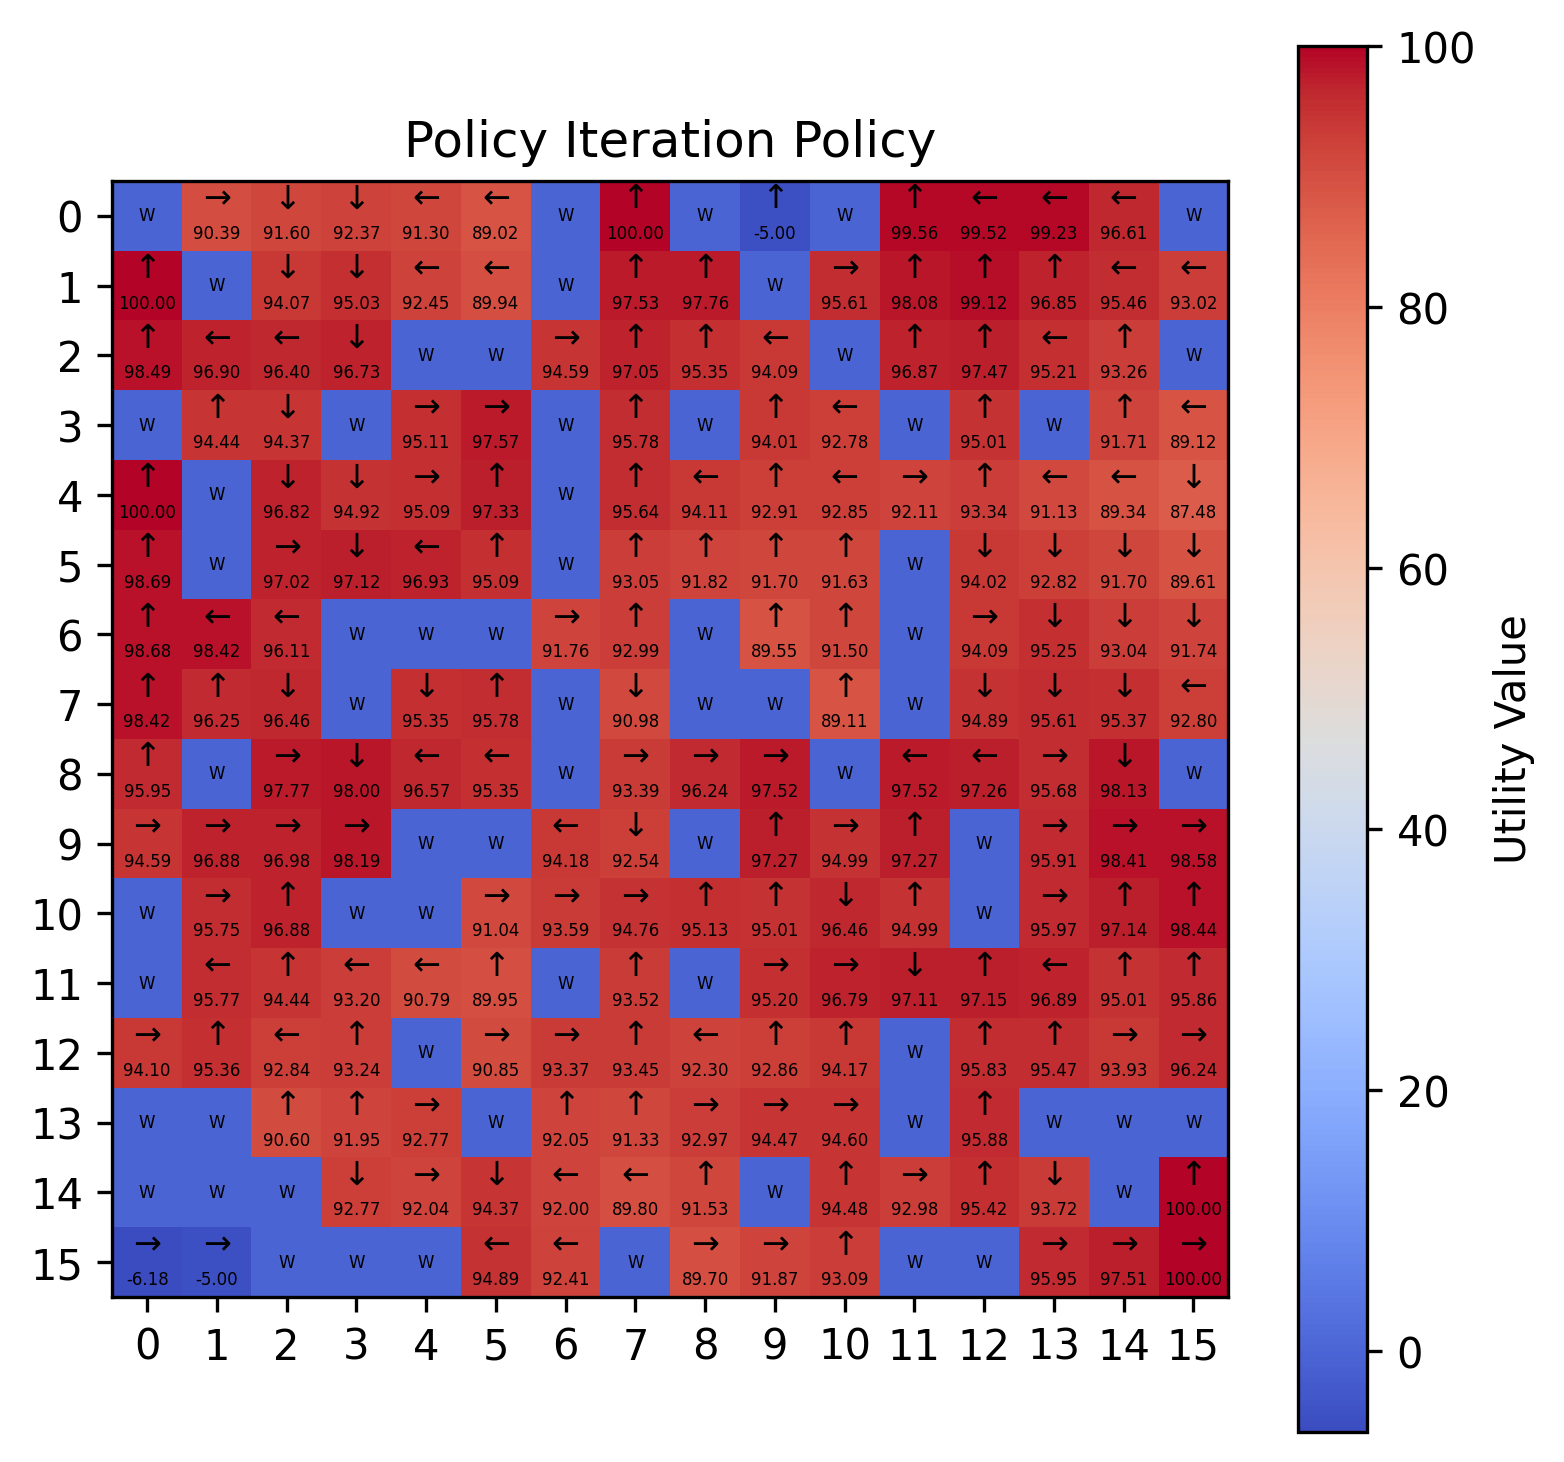 Policy Iteration Policy
0 W → 90.39 ↓ 91.60 ↓ 92.37 ← 91.30 ← 89.02 W ↑ 100.00 W ↑ -5.00 W ↑ 99.56 ← 99.52 ← 99.23 ← 96.61 W
1 ↑ 100.00 W ↓ 94.07 ↓ 95.03 ← 92.45 ← 89.94 W ↑ 97.53 ↑ 97.76 W → 95.61 ↑ 98.08 ↑ 99.12 ↑ 96.85 ← 95.46 ← 93.02
2 ↑ 98.49 ← 96.90 ← 96.40 ↓ 96.73 W W → 94.59 ↑ 97.05 ↑ 95.35 ← 94.09 W ↑ 96.87 ↑ 97.47 ← 95.21 ↑ 93.26 W
3 W ↑ 94.44 ↓ 94.37 W → 95.11 → 97.57 W ↑ 95.78 W ↑ 94.01 ← 92.78 W ↑ 95.01 W ↑ 91.71 ← 89.12
4 ↑ 100.00 W ↓ 96.82 ↓ 94.92 → 95.09 ↑ 97.33 W ↑ 95.64 ← 94.11 ↑ 92.91 ← 92.85 → 92.11 ↑ 93.34 ← 91.13 ← 89.34 ↓ 87.48
5 ↑ 98.69 W → 97.02 ↓ 97.12 ← 96.93 ↑ 95.09 W ↑ 93.05 ↑ 91.82 ↑ 91.70 ↑ 91.63 W ↓ 94.02 ↓ 92.82 ↓ 91.70 ↓ 89.61
6 ↑ 98.68 ← 98.42 ← 96.11 W W W → 91.76 ↑ 92.99 W ↑ 89.55 ↑ 91.50 W → 94.09 ↓ 95.25 ↓ 93.04 ↓ 91.74
7 ↑ 98.42 ↑ 96.25 ↓ 96.46 W ↓ 95.35 ↑ 95.78 W ↓ 90.98 W W ↑ 89.11 W ↓ 94.89 ↓ 95.61 ↓ 95.37 ← 92.80
8 ↑ 95.95 W → 97.77 ↓ 98.00 ← 96.57 ← 95.35 W → 93.39 → 96.24 → 97.52 W ← 97.52 ← 97.26 → 95.68 ↓ 98.13 W
9 → 94.59 → 96.88 → 96.98 → 98.19 W W ← 94.18 ↓ 92.54 W ↑ 97.27 → 94.99 ↑ 97.27 W → 95.91 → 98.41 → 98.58
10 W → 95.75 ↑ 96.88 W W → 91.04 → 93.59 → 94.76 ↑ 95.13 ↑ 95.01 ↓ 96.46 ↑ 94.99 W → 95.97 ↑ 97.14 ↑ 98.44
11 W ← 95.77 ↑ 94.44 ← 93.20 ← 90.79 ↑ 89.95 W ↑ 93.52 W → 95.20 → 96.79 ↓ 97.11 ↑ 97.15 ← 96.89 ↑ 95.01 ↑ 95.86
12 → 94.10 ↑ 95.36 ← 92.84 ↑ 93.24 W → 90.85 → 93.37 ↑ 93.45 ← 92.30 ↑ 92.86 ↑ 94.17 W ↑ 95.83 ↑ 95.47 → 93.93 → 96.24
13 W W ↑ 90.60 ↑ 91.95 → 92.77 W ↑ 92.05 ↑ 91.33 → 92.97 → 94.47 → 94.60 W ↑ 95.88 W W W
14 W W W ↓ 92.77 → 92.04 ↓ 94.37 ← 92.00 ← 89.80 ↑ 91.53 W ↑ 94.48 → 92.98 ↑ 95.42 ↓ 93.72 W ↑ 100.00
15 → -6.18 → -5.00 W W W ← 94.89 ← 92.41 W → 89.70 → 91.87 ↑ 93.09 W W → 95.95 → 97.51 → 100.00
0 1 2 3 4 5 6 7 8 9 10 11 12 13 14 15
100
80
60
40
20
0
Utility Value